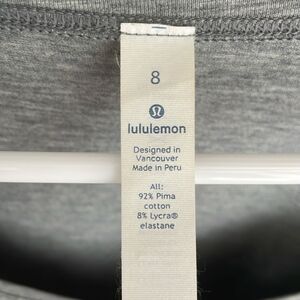 8
lululemon
Designed in
Vancouver
Made in Peru
All:
92% Pima
cotton
8% Lycra®
elastane